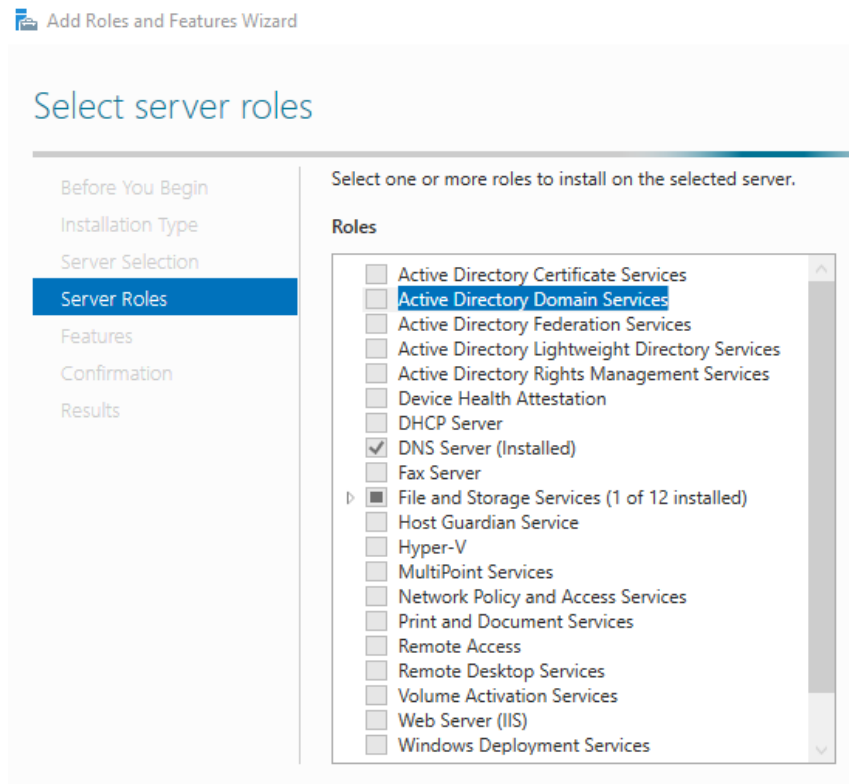 Add Roles and Features Wizard
Select server roles
Before You Begin
Installation Type
Server Selection
Server Roles
Features
Confirmation
Results
Select one or more roles to install on the selected server.
Roles
Active Directory Certificate Services
Active Directory Domain Services
Active Directory Federation Services
Active Directory Lightweight Directory Services
Active Directory Rights Management Services
Device Health Attestation
DHCP Server
DNS Server (Installed)
Fax Server
File and Storage Services (1 of 12 installed)
Host Guardian Service
Hyper-V
MultiPoint Services
Network Policy and Access Services
Print and Document Services
Remote Access
Remote Desktop Services
Volume Activation Services
Web Server (IIS)
Windows Deployment Services